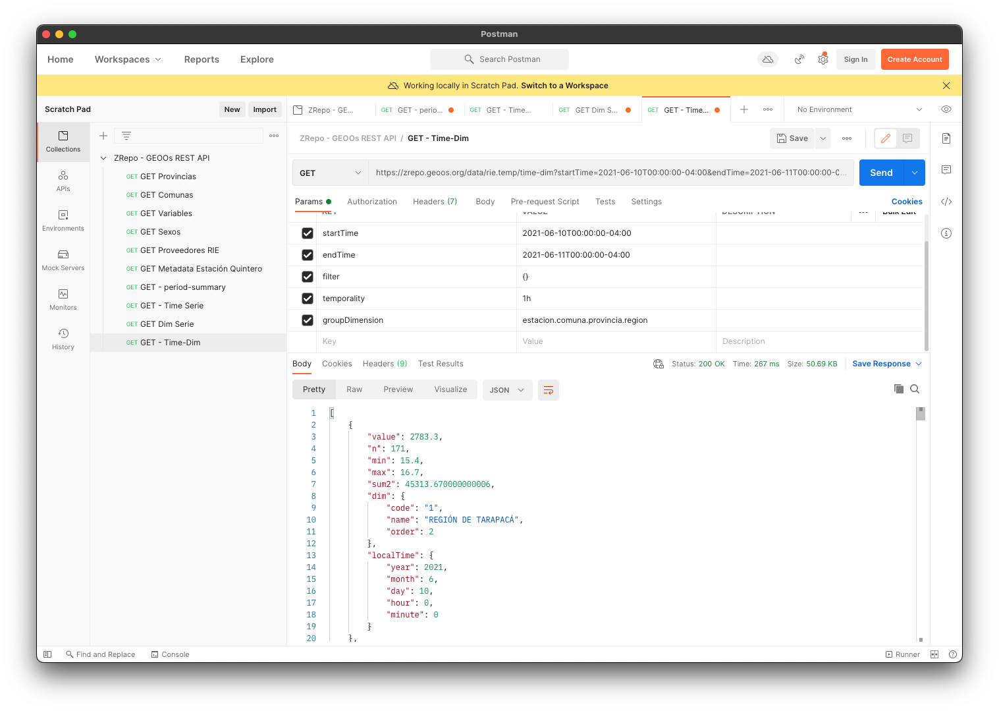 Postman
Home Workspaces Reports Explore Search Postman Sign In Create Account
Working locally in Scratch Pad. Switch to a Workspace
Scratch Pad New Import
ZRepo - GE... GET GET - perio... GET GET - Time... GET GET Dim S... GET GET - Time... No Environment
Collections
APIs
Environments
Mock Servers
Monitors
History
ZRepo - GEOOs REST API
GET GET Provincias
GET GET Comunas
GET GET Variables
GET GET Sexos
GET GET Proveedores RIE
GET GET Metadata Estación Quintero
GET GET - period-summary
GET GET - Time Serie
GET GET Dim Serie
GET GET - Time-Dim
ZRepo - GEOOs REST API / GET - Time-Dim Save
GET https://zrepo.geoos.org/data/rie.temp/time-dim?startTime=2021-06-10T00:00:00-04:00&endTime=2021-06-11T00:00:00-0... Send
Params Authorization Headers (7) Body Pre-request Script Tests Settings Cookies
KEY VALUE DESCRIPTION Bulk Edit
startTime 2021-06-10T00:00:00-04:00
endTime 2021-06-11T00:00:00-04:00
filter {}
temporality 1h
groupDimension estacion.comuna.provincia.region
Key Value Description
Body Cookies Headers (9) Test Results Status: 200 OK Time: 267 ms Size: 50.69 KB Save Response
Pretty Raw Preview Visualize JSON
1 [
2 {
3 "value": 2783.3,
4 "n": 171,
5 "min": 15.4,
6 "max": 16.7,
7 "sum2": 45313.670000000006,
8 "dim": {
9 "code": "1",
10 "name": "REGIÓN DE TARAPACÁ",
11 "order": 2
12 },
13 "localTime": {
14 "year": 2021,
15 "month": 6,
16 "day": 10,
17 "hour": 0,
18 "minute": 0
19 }
20 },
Find and Replace Console Runner